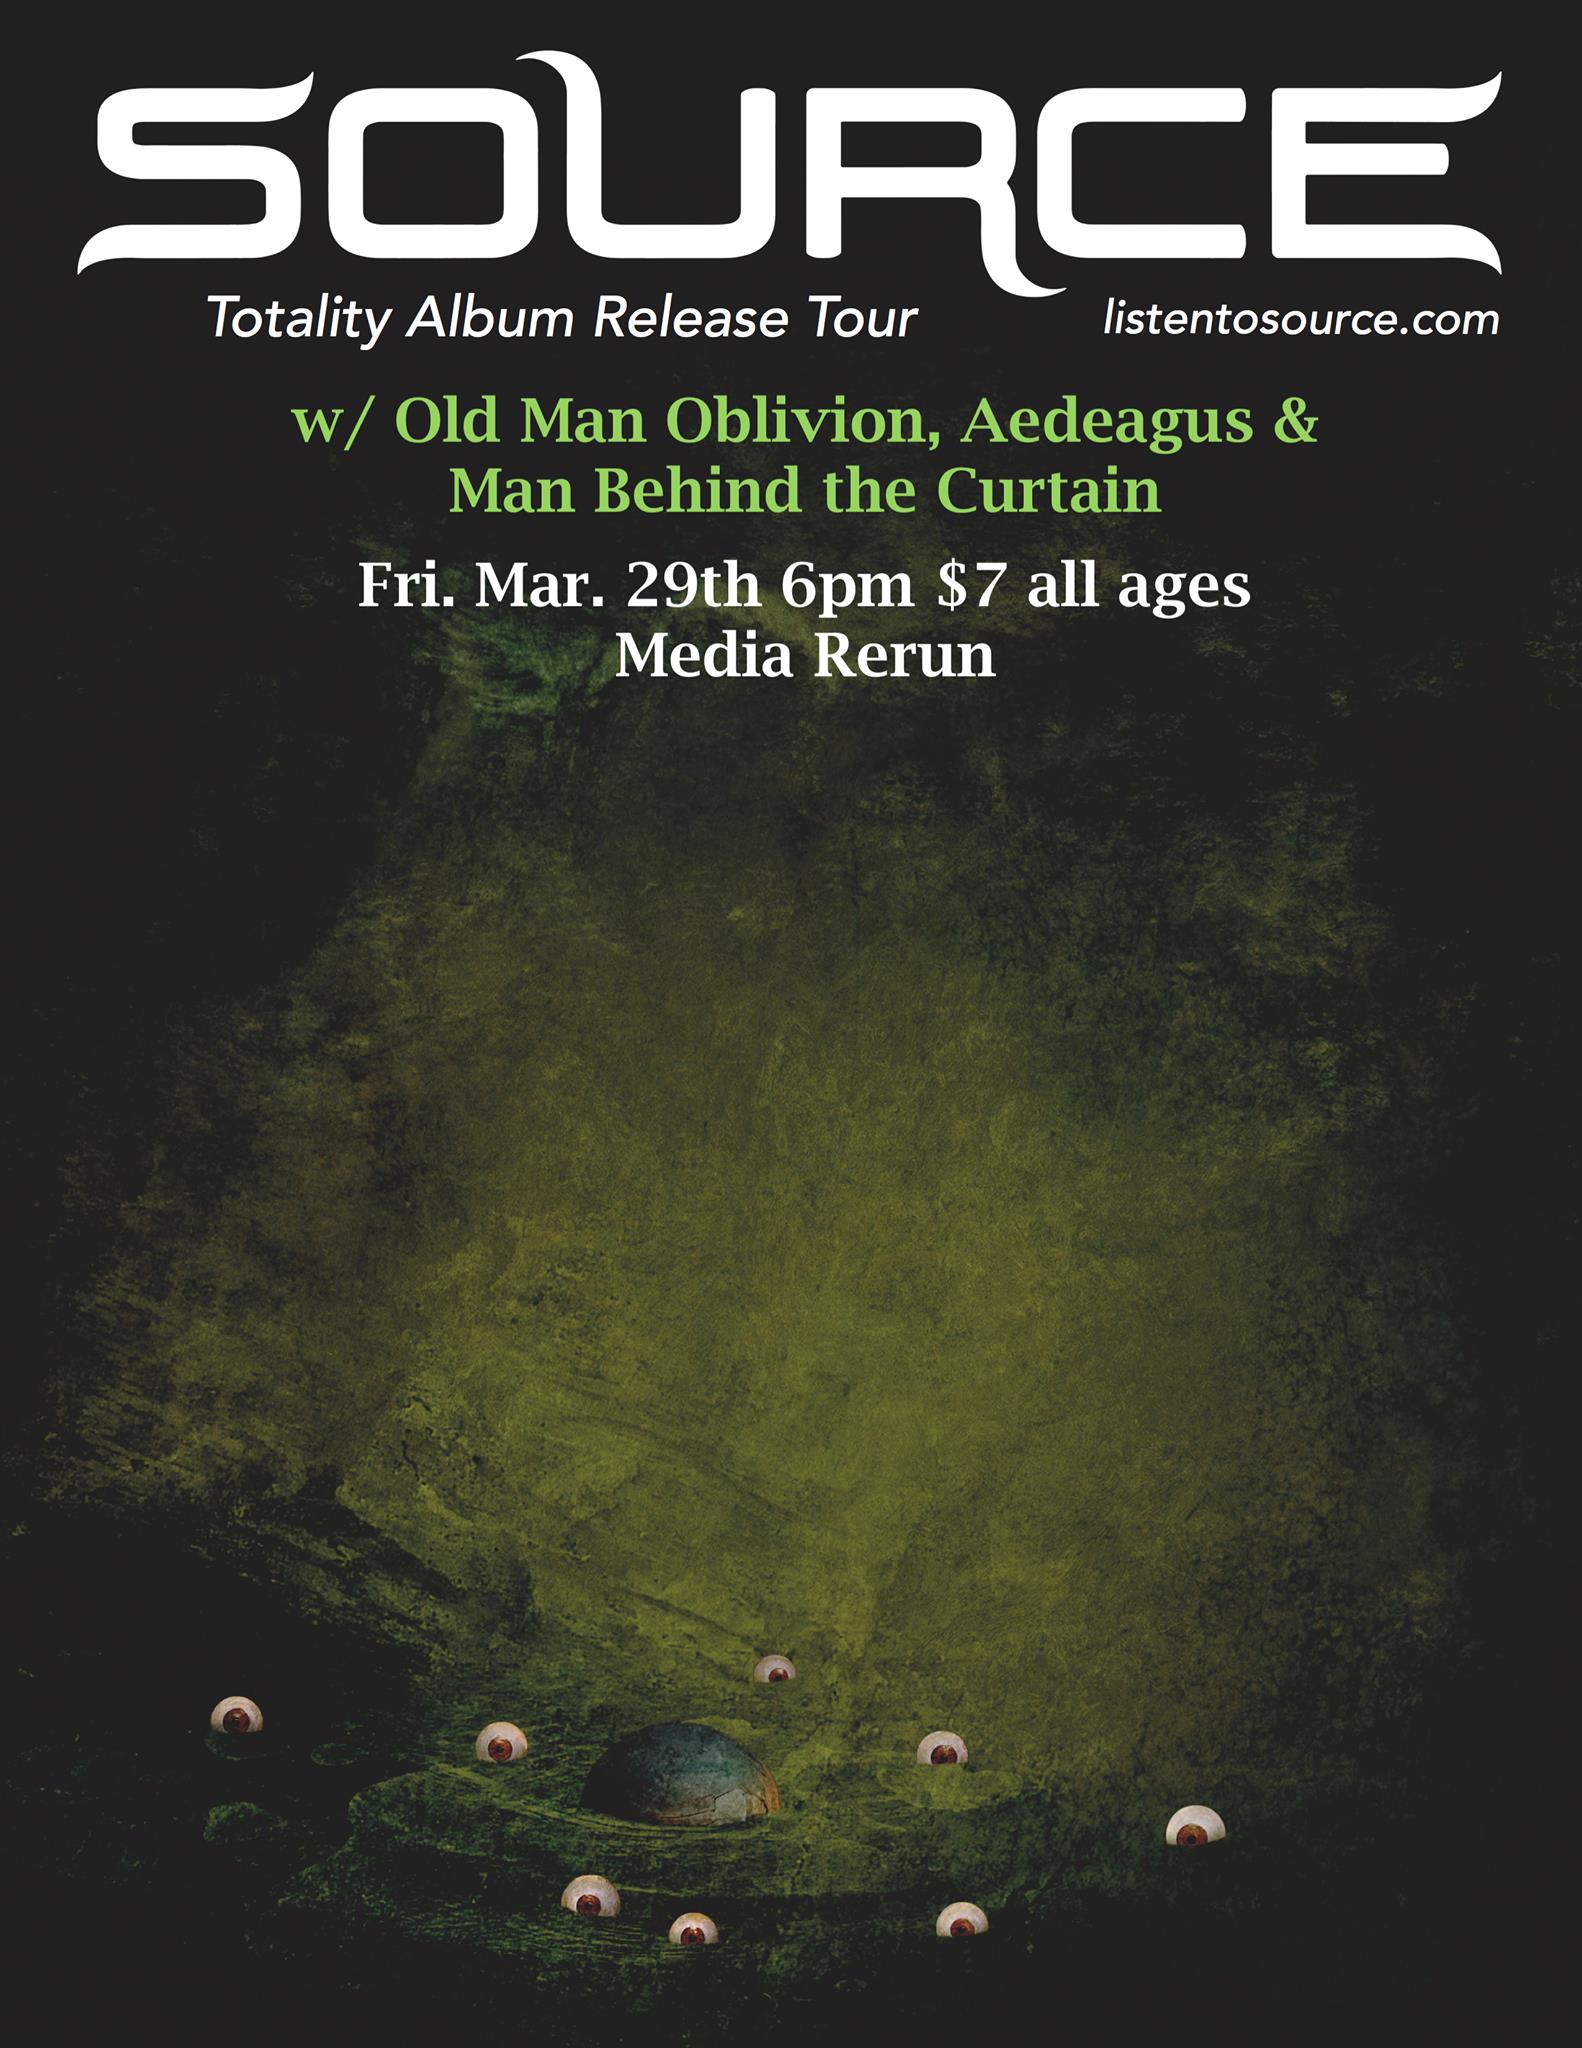 SOURCE
Totality Album Release Tour listentosource.com
w/ Old Man Oblivion, Aedeagus &
Man Behind the Curtain
Fri. Mar. 29th 6pm $7 all ages
Media Rerun